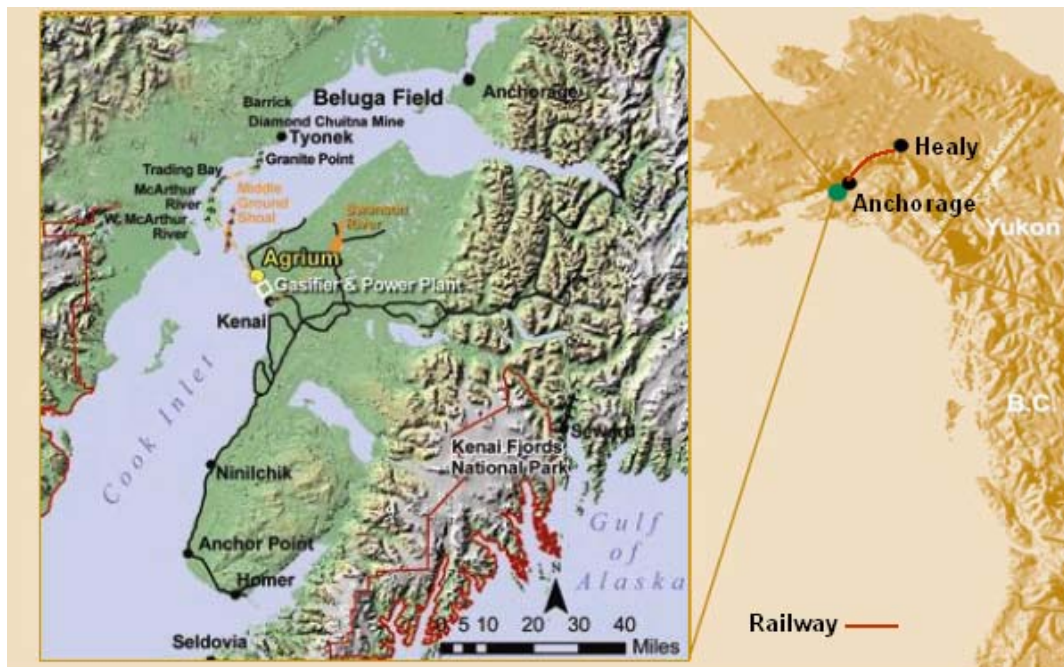 Barrick
Beluga Field
Anchorage
Diamond Chuitna Mine
Tyonek
Granite Point
Trading Bay
McArthur
River
W. McArthur
River
Middle
Ground
Shoal
Swanson
River
Agrium
Gasifier & Power Plant
Kenai
Cook Inlet
Ninilchik
Anchor Point
Homer
Seldovia
Kenai Fjords
National Park
Seward
Gulf
of
Alaska
N
0 5 10 20 30 40
Miles
Healy
Anchorage
Yukon
B.C.
Railway